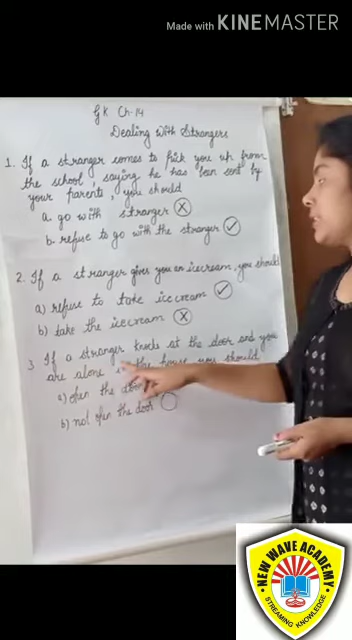 Made with KINEMASTER
GK Ch-14
Dealing with Strangers
1. If a stranger comes to pick you up from
the school, saying he has been sent by
your parents, you should
a. go with stranger ✗
b. refuse to go with the stranger ✓
2. If a stranger gives you an icecream, you should
a) refuse to take icecream ✓
b) take the icecream ✗
3 If a stranger knocks at the door and you
are alone in the house you should
a) open the door
b) not open the door
NEW WAVE ACADEMY
STREAMING KNOWLEDGE